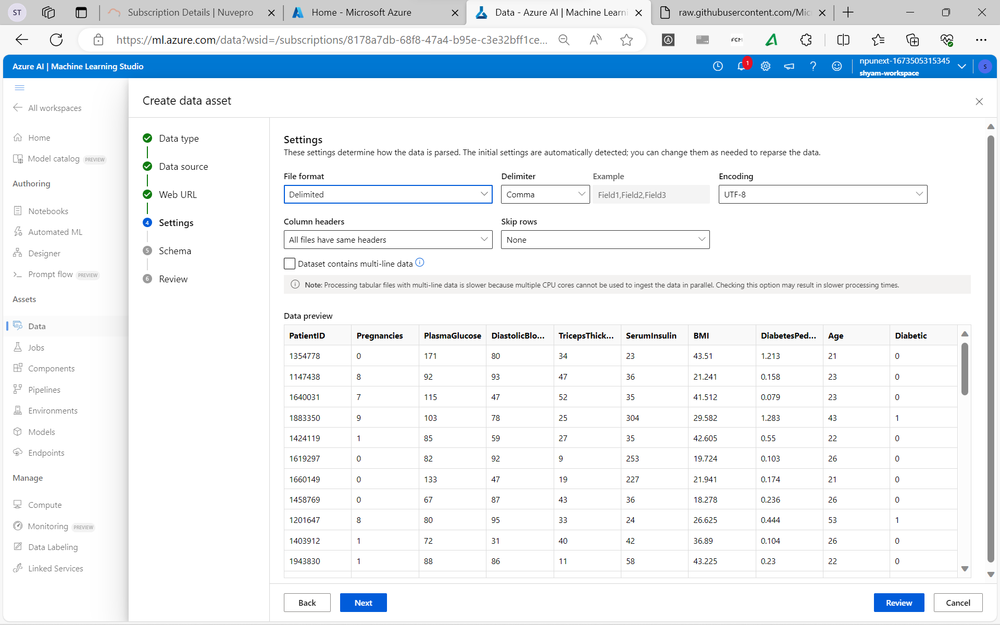 ST
Subscription Details | Nuvepro
Home - Microsoft Azure
Data - Azure AI | Machine Learni
raw.githubusercontent.com/Mic
https://ml.azure.com/data?wsid=/subscriptions/8178a7db-68f8-47a4-b95e-c3e32bff1ce...
FCM
Azure AI | Machine Learning Studio
1
npunext-1673505315345
shyam-workspace
S
All workspaces
Home
Model catalog PREVIEW
Authoring
Notebooks
Automated ML
Designer
Prompt flow PREVIEW
Assets
Data
Jobs
Components
Pipelines
Environments
Models
Endpoints
Manage
Compute
Monitoring PREVIEW
Data Labeling
Linked Services
Create data asset
Data type
Data source
Web URL
4 Settings
5 Schema
6 Review
Settings
These settings determine how the data is parsed. The initial settings are automatically detected; you can change them as needed to reparse the data.
File format Delimiter Example Encoding
Delimited Comma Field1,Field2,Field3 UTF-8
Column headers Skip rows
All files have same headers None
Dataset contains multi-line data
Note: Processing tabular files with multi-line data is slower because multiple CPU cores cannot be used to ingest the data in parallel. Checking this option may result in slower processing times.
Data preview
PatientID Pregnancies PlasmaGlucose DiastolicBlo... TricepsThick... SerumInsulin BMI DiabetesPed... Age Diabetic
1354778 0 171 80 34 23 43.51 1.213 21 0
1147438 8 92 93 47 36 21.241 0.158 23 0
1640031 7 115 47 52 35 41.512 0.079 23 0
1883350 9 103 78 25 304 29.582 1.283 43 1
1424119 1 85 59 27 35 42.605 0.55 22 0
1619297 0 82 92 9 253 19.724 0.103 26 0
1660149 0 133 47 19 227 21.941 0.174 21 0
1458769 0 67 87 43 36 18.278 0.236 26 0
1201647 8 80 95 33 24 26.625 0.444 53 1
1403912 1 72 31 40 42 36.89 0.104 26 0
1943830 1 88 86 11 58 43.225 0.23 22 0
Back Next Review Cancel